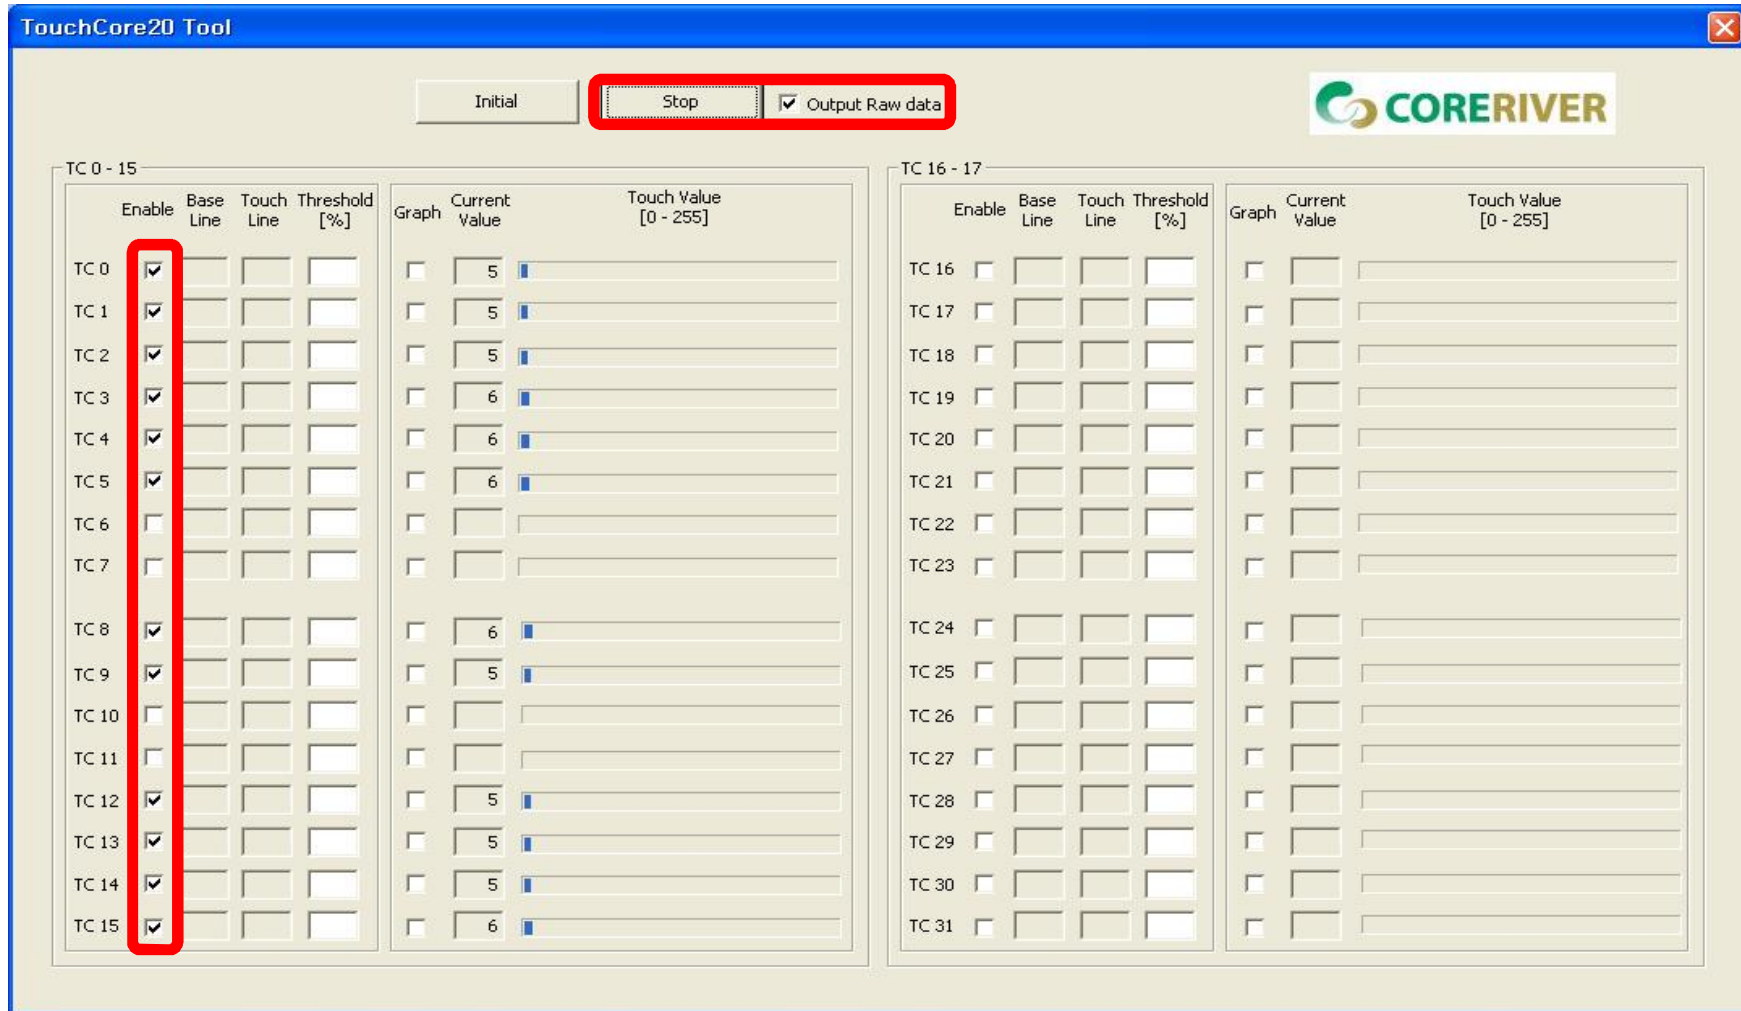 TouchCore20 Tool
Initial Stop Output Raw data CORERIVER
TC 0 - 15
Enable Base Line Touch Line Threshold [%] Graph Current Value Touch Value [0 - 255]
TC 0 5
TC 1 5
TC 2 5
TC 3 6
TC 4 6
TC 5 6
TC 6
TC 7
TC 8 6
TC 9 5
TC 10
TC 11
TC 12 5
TC 13 5
TC 14 5
TC 15 6
TC 16 - 17
Enable Base Line Touch Line Threshold [%] Graph Current Value Touch Value [0 - 255]
TC 16
TC 17
TC 18
TC 19
TC 20
TC 21
TC 22
TC 23
TC 24
TC 25
TC 26
TC 27
TC 28
TC 29
TC 30
TC 31